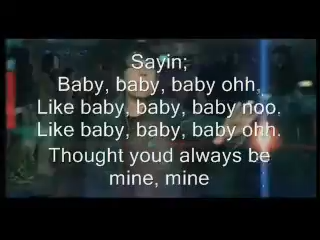 Sayin;
Baby, baby, baby ohh,
Like baby, baby, baby noo,
Like baby, baby, baby ohh.
Thought youd always be
mine, mine